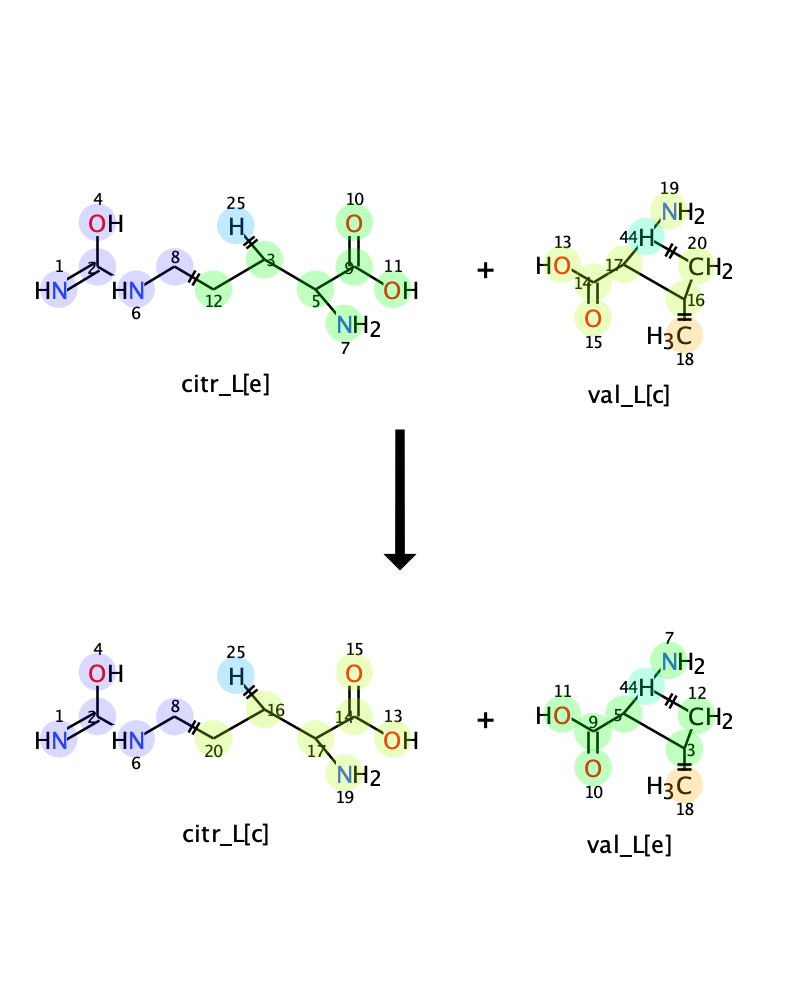 4 25 10
OH H O
1 2 8 3 9 11
HN HN 12 5 OH
6 NH2
7
citr_L[e]
+
19
NH2
13 44 H 20
HO 14 17 CH2
O 16
15 H3C
18
val_L[c]
4 25 15
OH H O
1 2 8 16 14 13
HN HN 20 17 OH
6 NH2
19
citr_L[c]
+
7
NH2
11 44 H 12
HO 9 5 CH2
O 3
10 H3C
18
val_L[e]